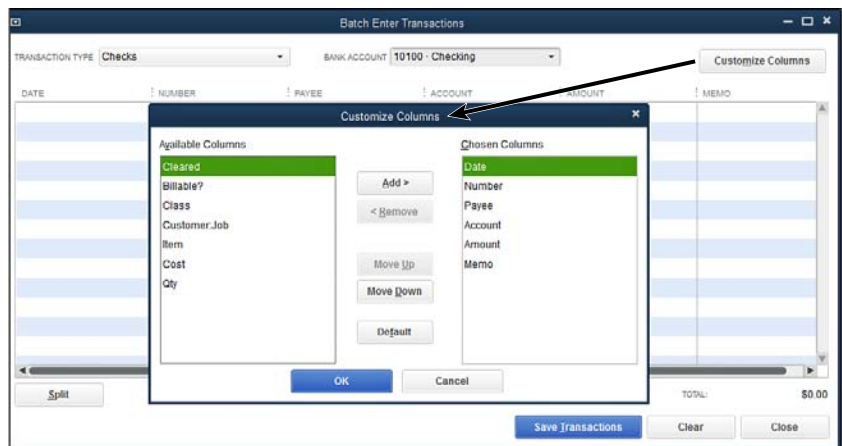 Batch Enter Transactions
TRANSACTION TYPE Checks BANK ACCOUNT 10100 · Checking Customize Columns
DATE NUMBER PAYEE ACCOUNT AMOUNT MEMO
Customize Columns
Available Columns Chosen Columns
Cleared Date
Billable? Add > Number
Class Payee
< Remove
Customer:Job Account
Item Amount
Cost Move Up Memo
Qty Move Down
Default
OK Cancel
Split TOTAL: $0.00
Save Transactions Clear Close